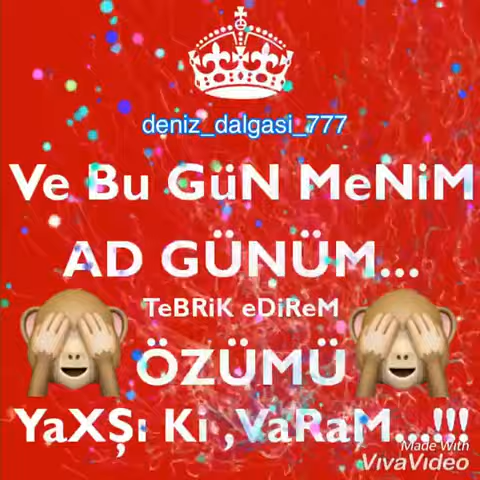 deniz_dalgasi_777
Ve Bu GüN MeNiM
AD GÜNÜM...
TeBRiK eDiReM
ÖZÜMÜ
YaXŞı Ki ,VaRaM...!!!
Made With
VivaVideo